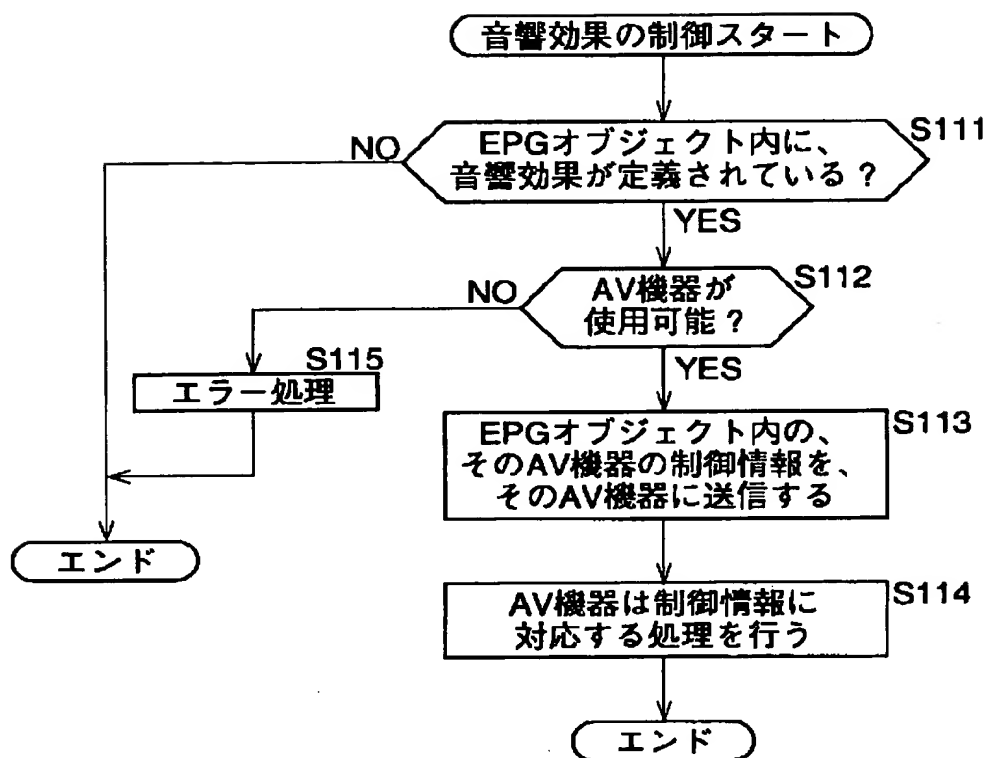 音響効果の制御スタート
S111
EPGオブジェクト内に、
音響効果が定義されている?
NO
YES
S112
AV機器が
使用可能?
NO
YES
S115
エラー処理
S113
EPGオブジェクト内の、
そのAV機器の制御情報を、
そのAV機器に送信する
エンド
S114
AV機器は制御情報に
対応する処理を行う
エンド